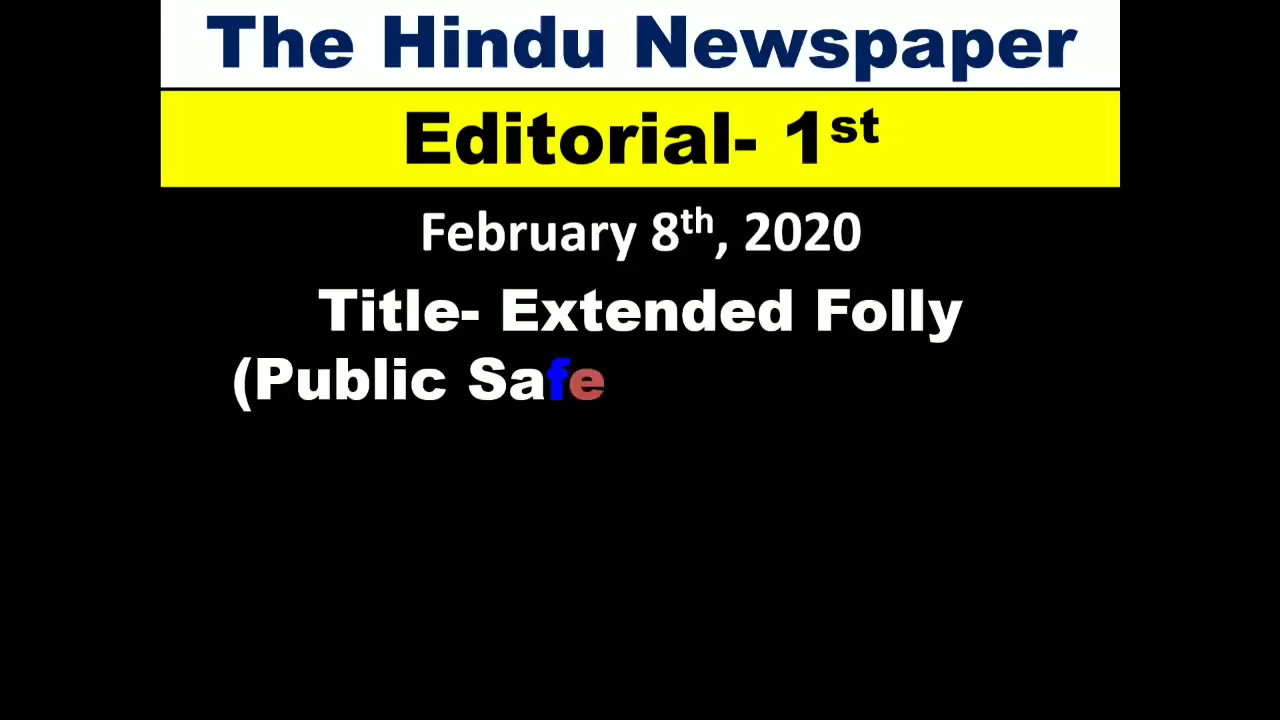 The Hindu Newspaper
Editorial- 1st
February 8th, 2020
Title- Extended Folly
(Public Safe